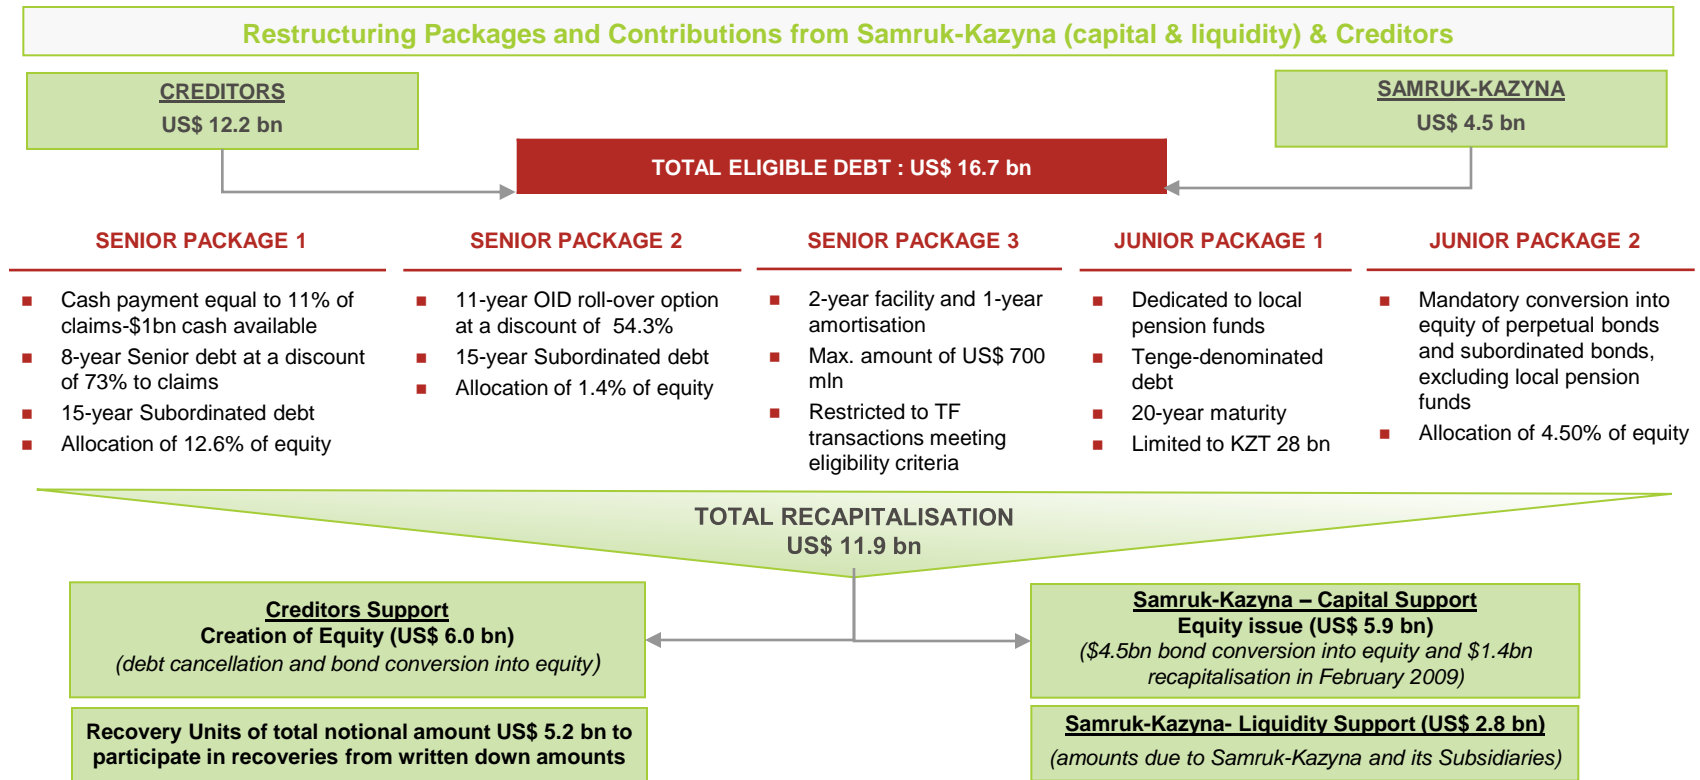 Restructuring Packages and Contributions from Samruk-Kazyna (capital & liquidity) & Creditors
CREDITORS
US$ 12.2 bn
SAMRUK-KAZYNA
US$ 4.5 bn
TOTAL ELIGIBLE DEBT : US$ 16.7 bn
SENIOR PACKAGE 1
Cash payment equal to 11% of
claims-$1bn cash available
8-year Senior debt at a discount
of 73% to claims
15-year Subordinated debt
Allocation of 12.6% of equity
SENIOR PACKAGE 2
11-year OID roll-over option
at a discount of 54.3%
15-year Subordinated debt
Allocation of 1.4% of equity
SENIOR PACKAGE 3
2-year facility and 1-year
amortisation
Max. amount of US$ 700
mln
Restricted to TF
transactions meeting
eligibility criteria
JUNIOR PACKAGE 1
Dedicated to local
pension funds
Tenge-denominated
debt
20-year maturity
Limited to KZT 28 bn
JUNIOR PACKAGE 2
Mandatory conversion into
equity of perpetual bonds
and subordinated bonds,
excluding local pension
funds
Allocation of 4.50% of equity
TOTAL RECAPITALISATION
US$ 11.9 bn
Creditors Support
Creation of Equity (US$ 6.0 bn)
(debt cancellation and bond conversion into equity)
Recovery Units of total notional amount US$ 5.2 bn to
participate in recoveries from written down amounts
Samruk-Kazyna – Capital Support
Equity issue (US$ 5.9 bn)
($4.5bn bond conversion into equity and $1.4bn
recapitalisation in February 2009)
Samruk-Kazyna- Liquidity Support (US$ 2.8 bn)
(amounts due to Samruk-Kazyna and its Subsidiaries)